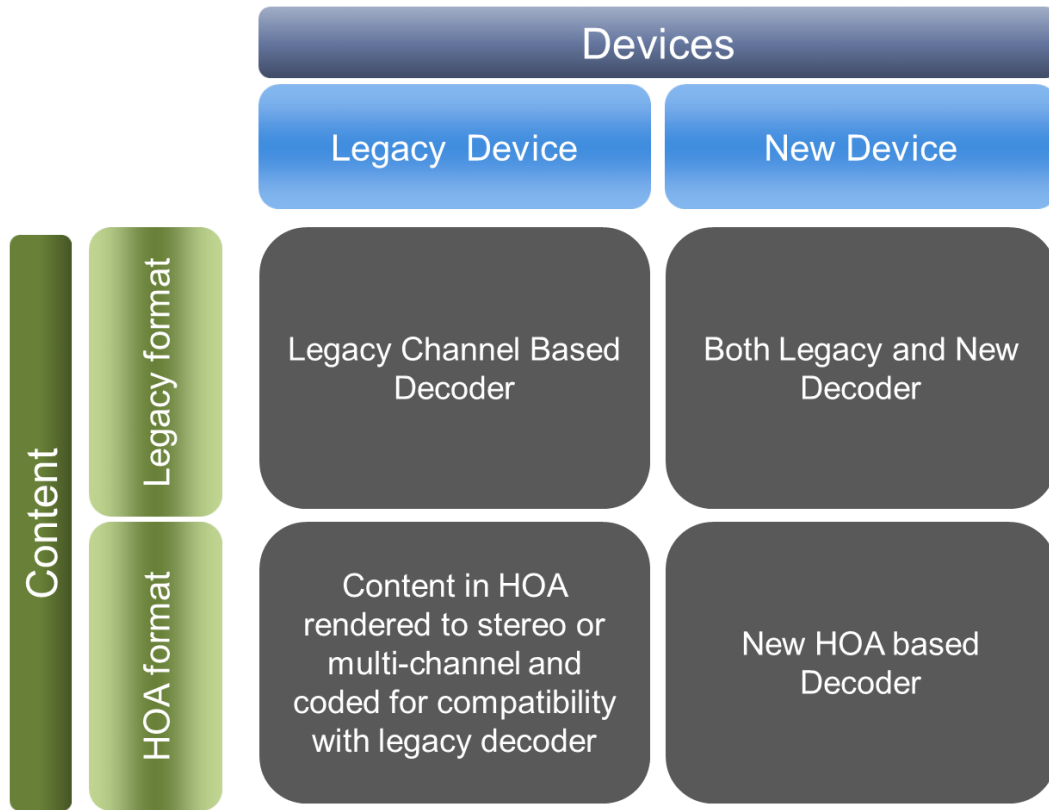 Devices
Legacy Device
New Device
Content
Legacy format
Legacy Channel Based
Decoder
Both Legacy and New
Decoder
HOA format
Content in HOA
rendered to stereo or
multi-channel and
coded for compatibility
with legacy decoder
New HOA based
Decoder